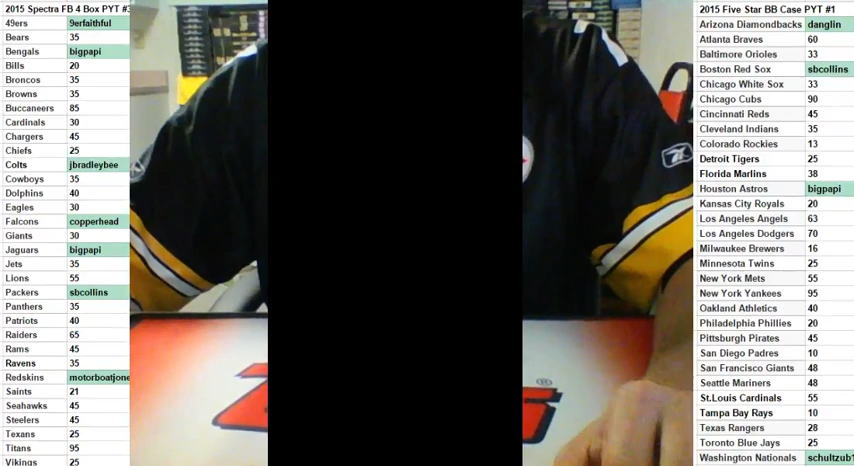 2015 Spectra FB 4 Box PYT #3
49ers 9erfaithful
Bears 35
Bengals bigpapi
Bills 20
Broncos 35
Browns 35
Buccaneers 85
Cardinals 30
Chargers 45
Chiefs 25
Colts jbradleybee
Cowboys 35
Dolphins 40
Eagles 30
Falcons copperhead
Giants 30
Jaguars bigpapi
Jets 35
Lions 55
Packers sbcollins
Panthers 35
Patriots 40
Raiders 65
Rams 45
Ravens 35
Redskins motorboatjone
Saints 21
Seahawks 45
Steelers 45
Texans 25
Titans 95
Vikings 25
®
2015 Five Star BB Case PYT #1
Arizona Diamondbacks danglin
Atlanta Braves 60
Baltimore Orioles 33
Boston Red Sox sbcollins
Chicago White Sox 33
Chicago Cubs 90
Cincinnati Reds 45
Cleveland Indians 35
Colorado Rockies 13
Detroit Tigers 25
Florida Marlins 38
Houston Astros bigpapi
Kansas City Royals 20
Los Angeles Angels 63
Los Angeles Dodgers 70
Milwaukee Brewers 16
Minnesota Twins 25
New York Mets 55
New York Yankees 95
Oakland Athletics 40
Philadelphia Phillies 20
Pittsburgh Pirates 45
San Diego Padres 10
San Francisco Giants 48
Seattle Mariners 48
St.Louis Cardinals 55
Tampa Bay Rays 10
Texas Rangers 28
Toronto Blue Jays 25
Washington Nationals schultzub1